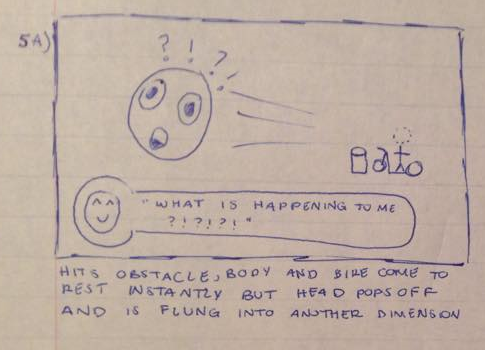 5A)
? ! ? !
"WHAT IS HAPPENING TO ME
?!?!?!"
HITS OBSTACLE, BODY AND BIKE COME TO
REST INSTANTLY BUT HEAD POPS OFF
AND IS FLUNG INTO ANOTHER DIMENSION